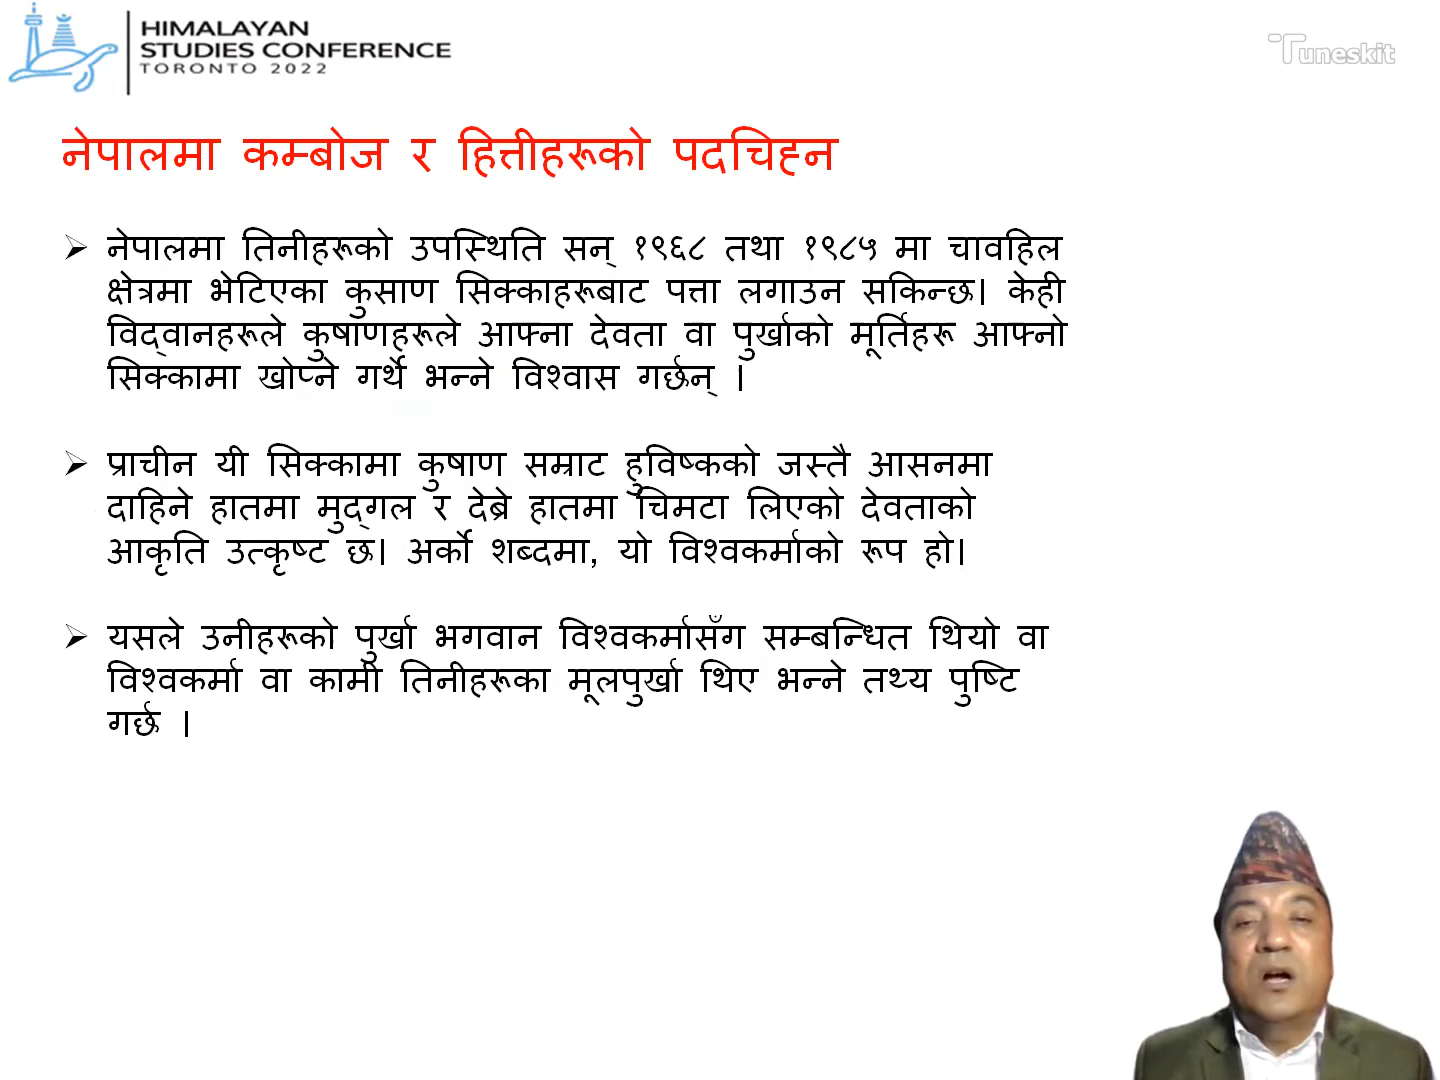 HIMALAYAN
STUDIES CONFERENCE
TORONTO 2022
Tuneskit
नेपालमा कम्बोज र हित्तीहरूको पदचिह्न
नेपालमा तिनीहरूको उपस्थिति सन् १९६८ तथा १९८५ मा चावहिल
क्षेत्रमा भेटिएका कुसाण सिक्काहरूबाट पत्ता लगाउन सकिन्छ। केही
विद्वानहरूले कुषाणहरूले आफ्ना देवता वा पुर्खाको मूर्तिहरू आफ्नो
सिक्कामा खोप्ने गर्थे भन्ने विश्वास गर्छन् ।
प्राचीन यी सिक्कामा कुषाण सम्राट हुविष्कको जस्तै आसनमा
दाहिने हातमा मुद्गल र देब्रे हातमा चिमटा लिएको देवताको
आकृति उत्कृष्ट छ। अर्को शब्दमा, यो विश्वकर्माको रूप हो।
यसले उनीहरूको पुर्खा भगवान विश्वकर्मासँग सम्बन्धित थियो वा
विश्वकर्मा वा कामी तिनीहरूका मूलपुर्खा थिए भन्ने तथ्य पुष्टि
गर्छ ।